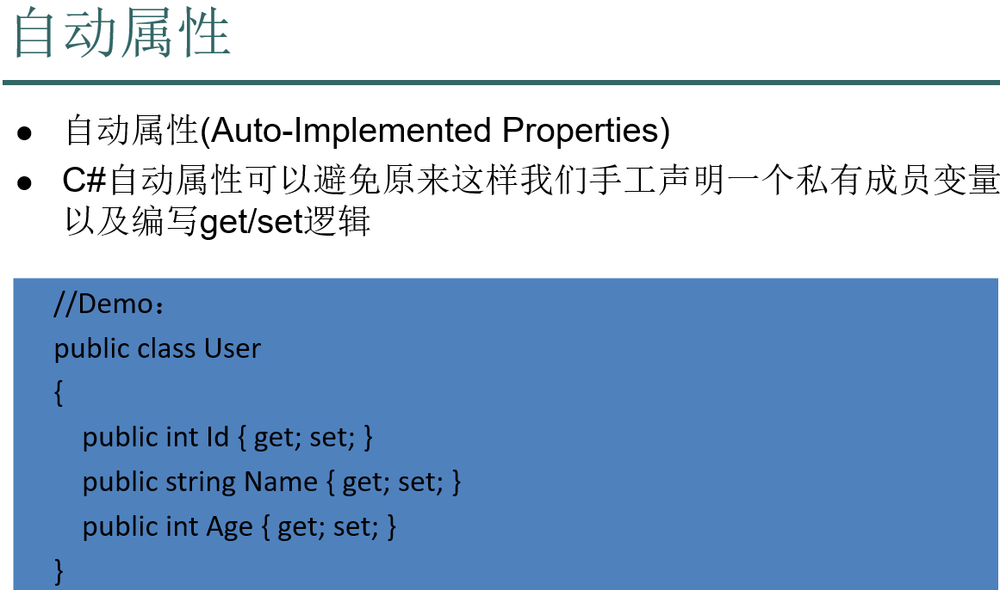 自动属性
● 自动属性(Auto-Implemented Properties)
● C#自动属性可以避免原来这样我们手工声明一个私有成员变量
以及编写get/set逻辑
//Demo：
public class User
{
public int Id { get; set; }
public string Name { get; set; }
public int Age { get; set; }
}